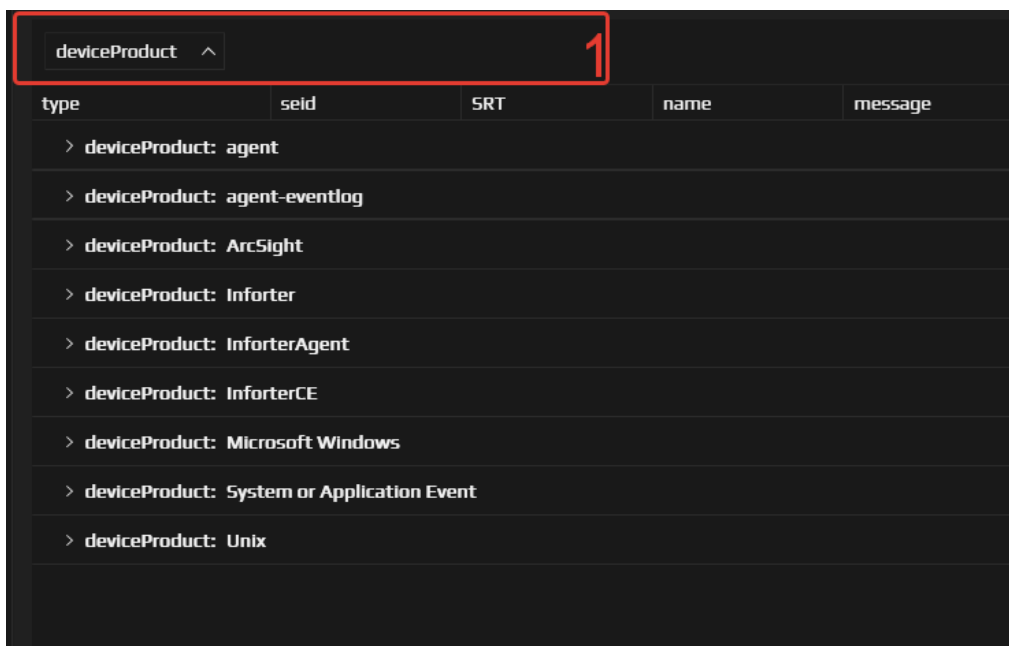 deviceProduct 1
type seid SRT name message
deviceProduct: agent
deviceProduct: agent-eventlog
deviceProduct: ArcSight
deviceProduct: Inforter
deviceProduct: InforterAgent
deviceProduct: InforterCE
deviceProduct: Microsoft Windows
deviceProduct: System or Application Event
deviceProduct: Unix